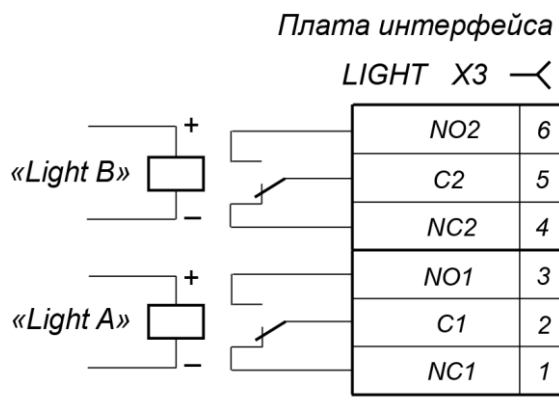 Плата интерфейса
LIGHT X3
+
NO2 6
«Light B»
C2 5
–
NC2 4
+
NO1 3
«Light A»
C1 2
–
NC1 1